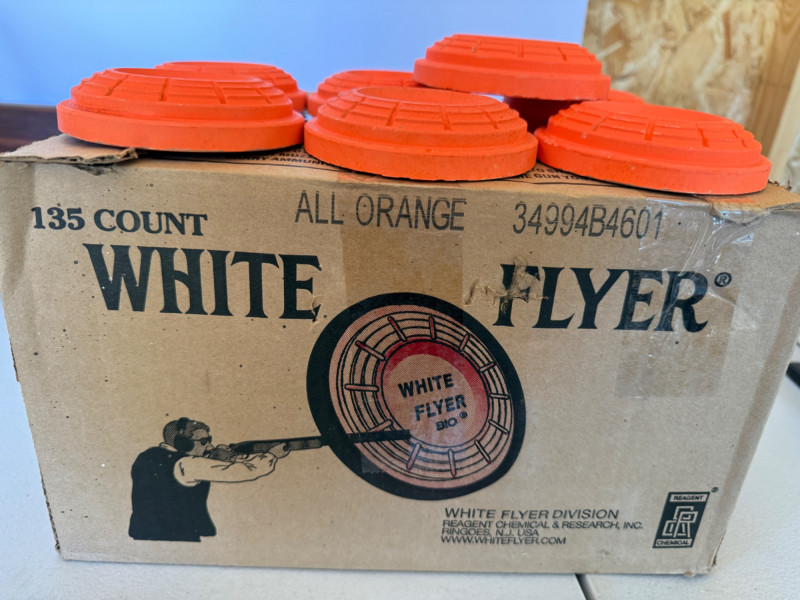 135 COUNT ALL ORANGE 34994B4601
WHITE FLYER®
WHITE
FLYER
BIO®
WHITE FLYER DIVISION
REAGENT CHEMICAL & RESEARCH, INC.
RINGOES, N.J. USA
WWW.WHITEFLYER.COM
REAGENT ®
CHEMICAL